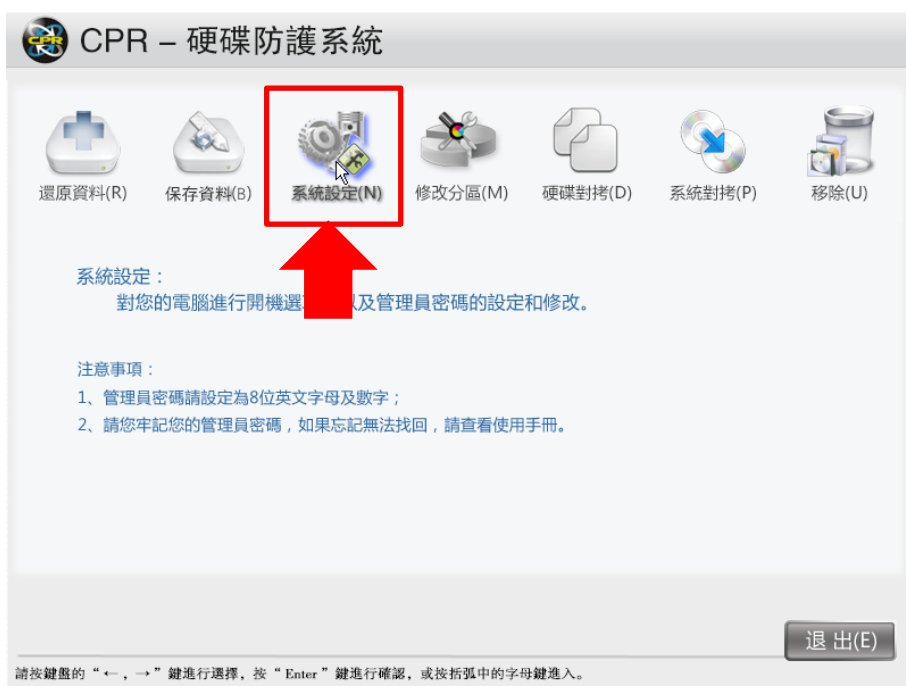 CPR – 硬碟防護系統
還原資料(R) 保存資料(B) 系統設定(N) 修改分區(M) 硬碟對拷(D) 系統對拷(P) 移除(U)
系統設定：
對您的電腦進行開機選 以及管理員密碼的設定和修改。
注意事項：
1、管理員密碼請設定為8位英文字母及數字；
2、請您牢記您的管理員密碼，如果忘記無法找回，請查看使用手冊。
退 出(E)
請按鍵盤的“←，→”鍵進行選擇，按“Enter”鍵進行確認，或按括弧中的字母鍵進入。